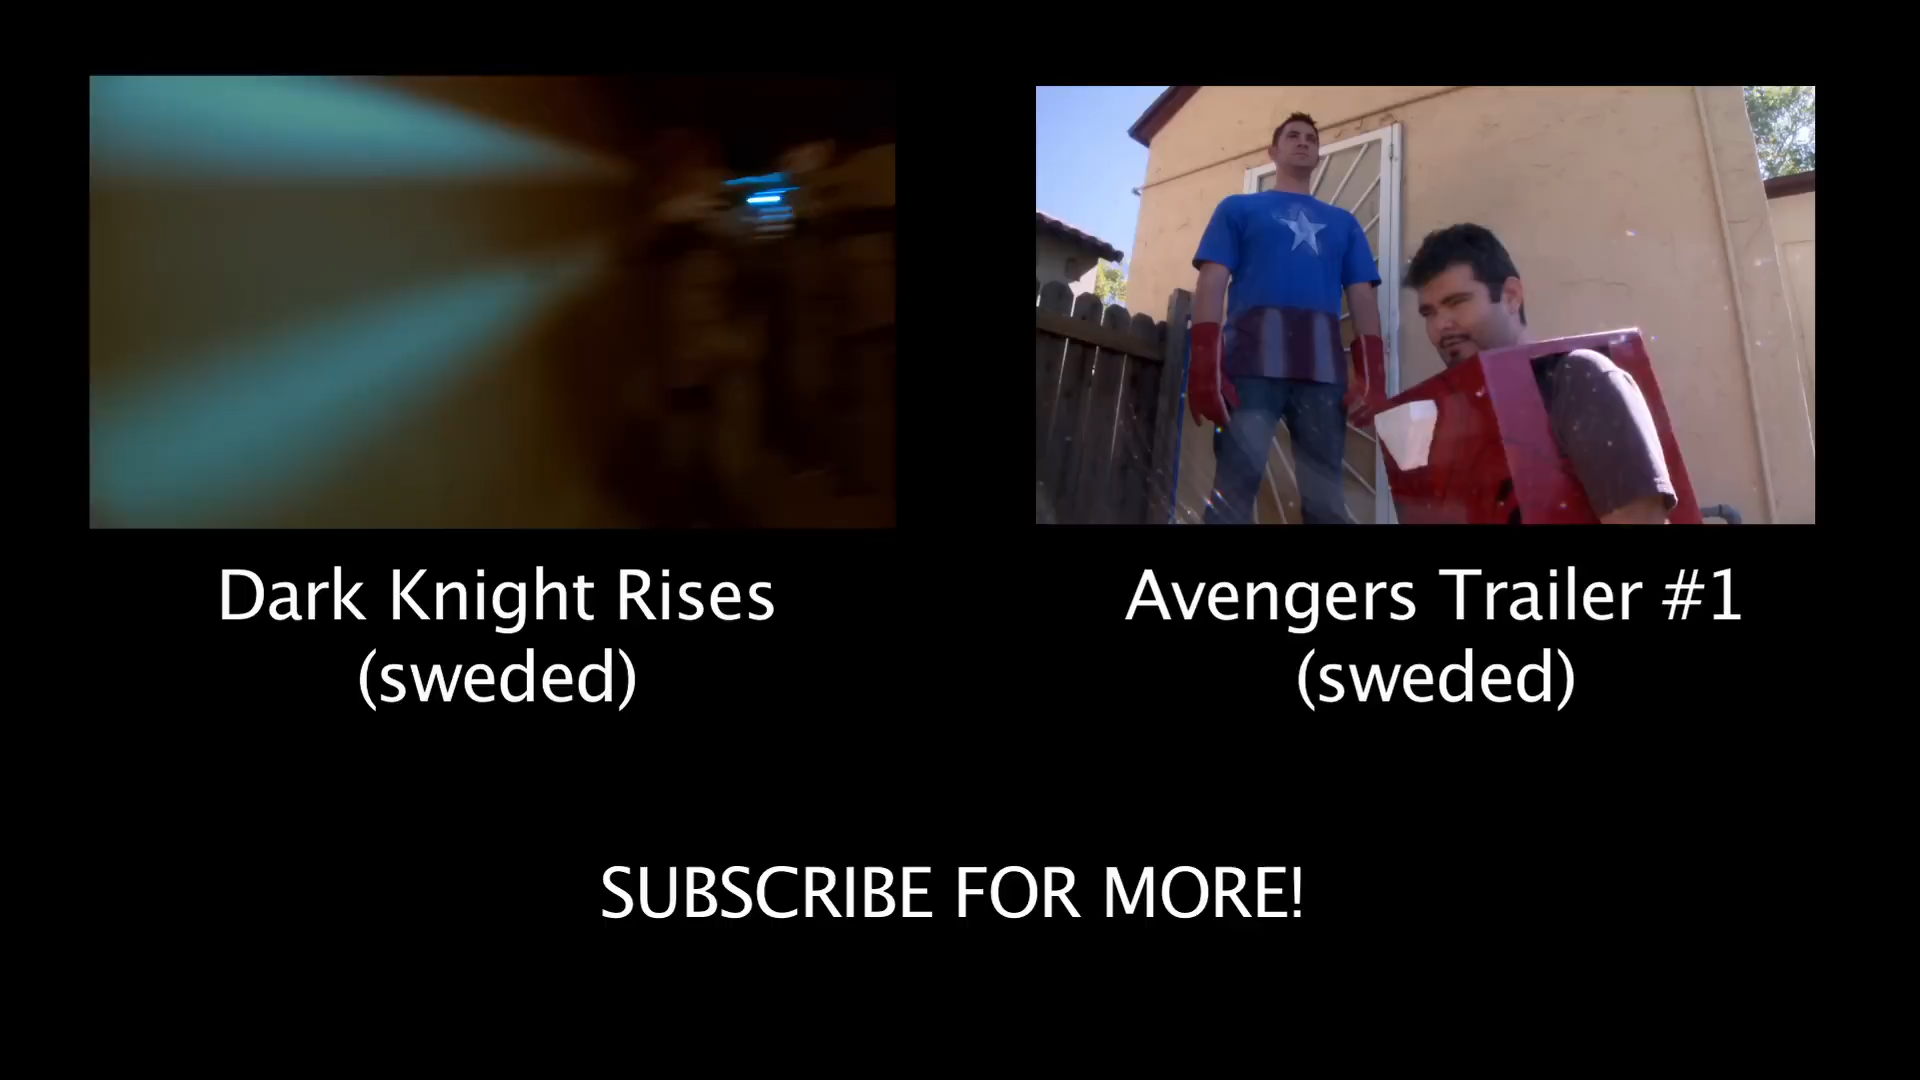 Dark Knight Rises
(sweded)
Avengers Trailer #1
(sweded)
SUBSCRIBE FOR MORE!